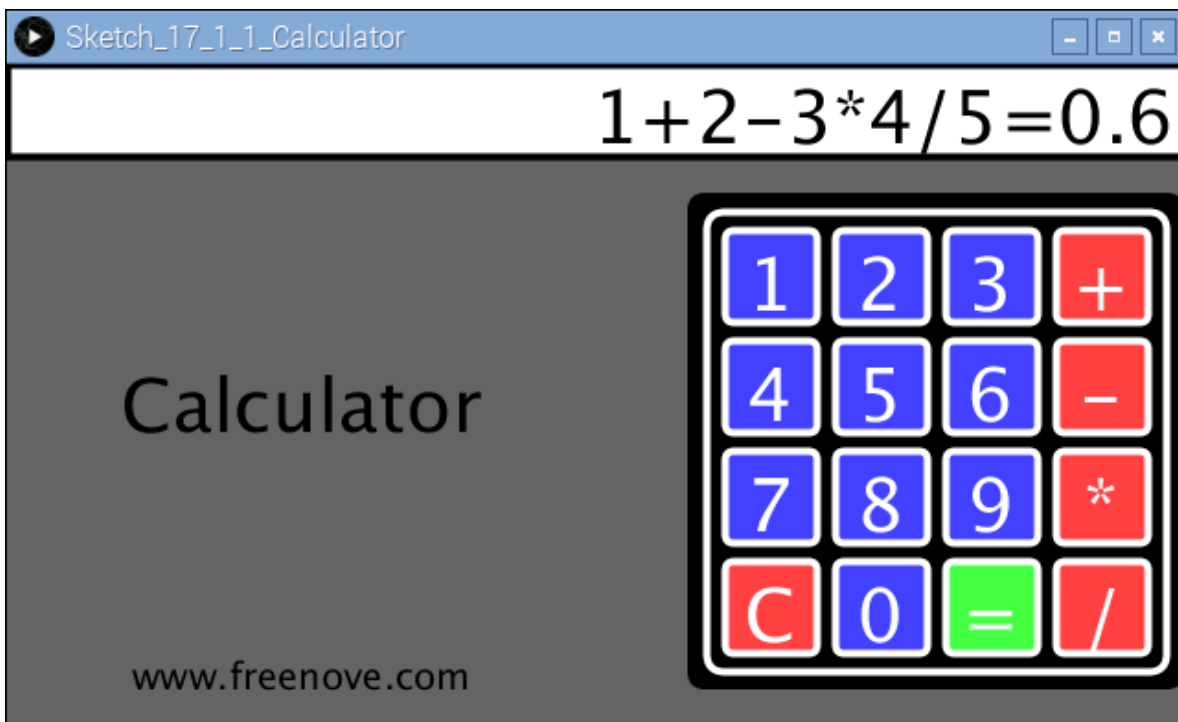 Sketch_17_1_1_Calculator
1+2-3*4/5=0.6
1 2 3 +
4 5 6 -
7 8 9 *
C 0 = /
Calculator
www.freenove.com